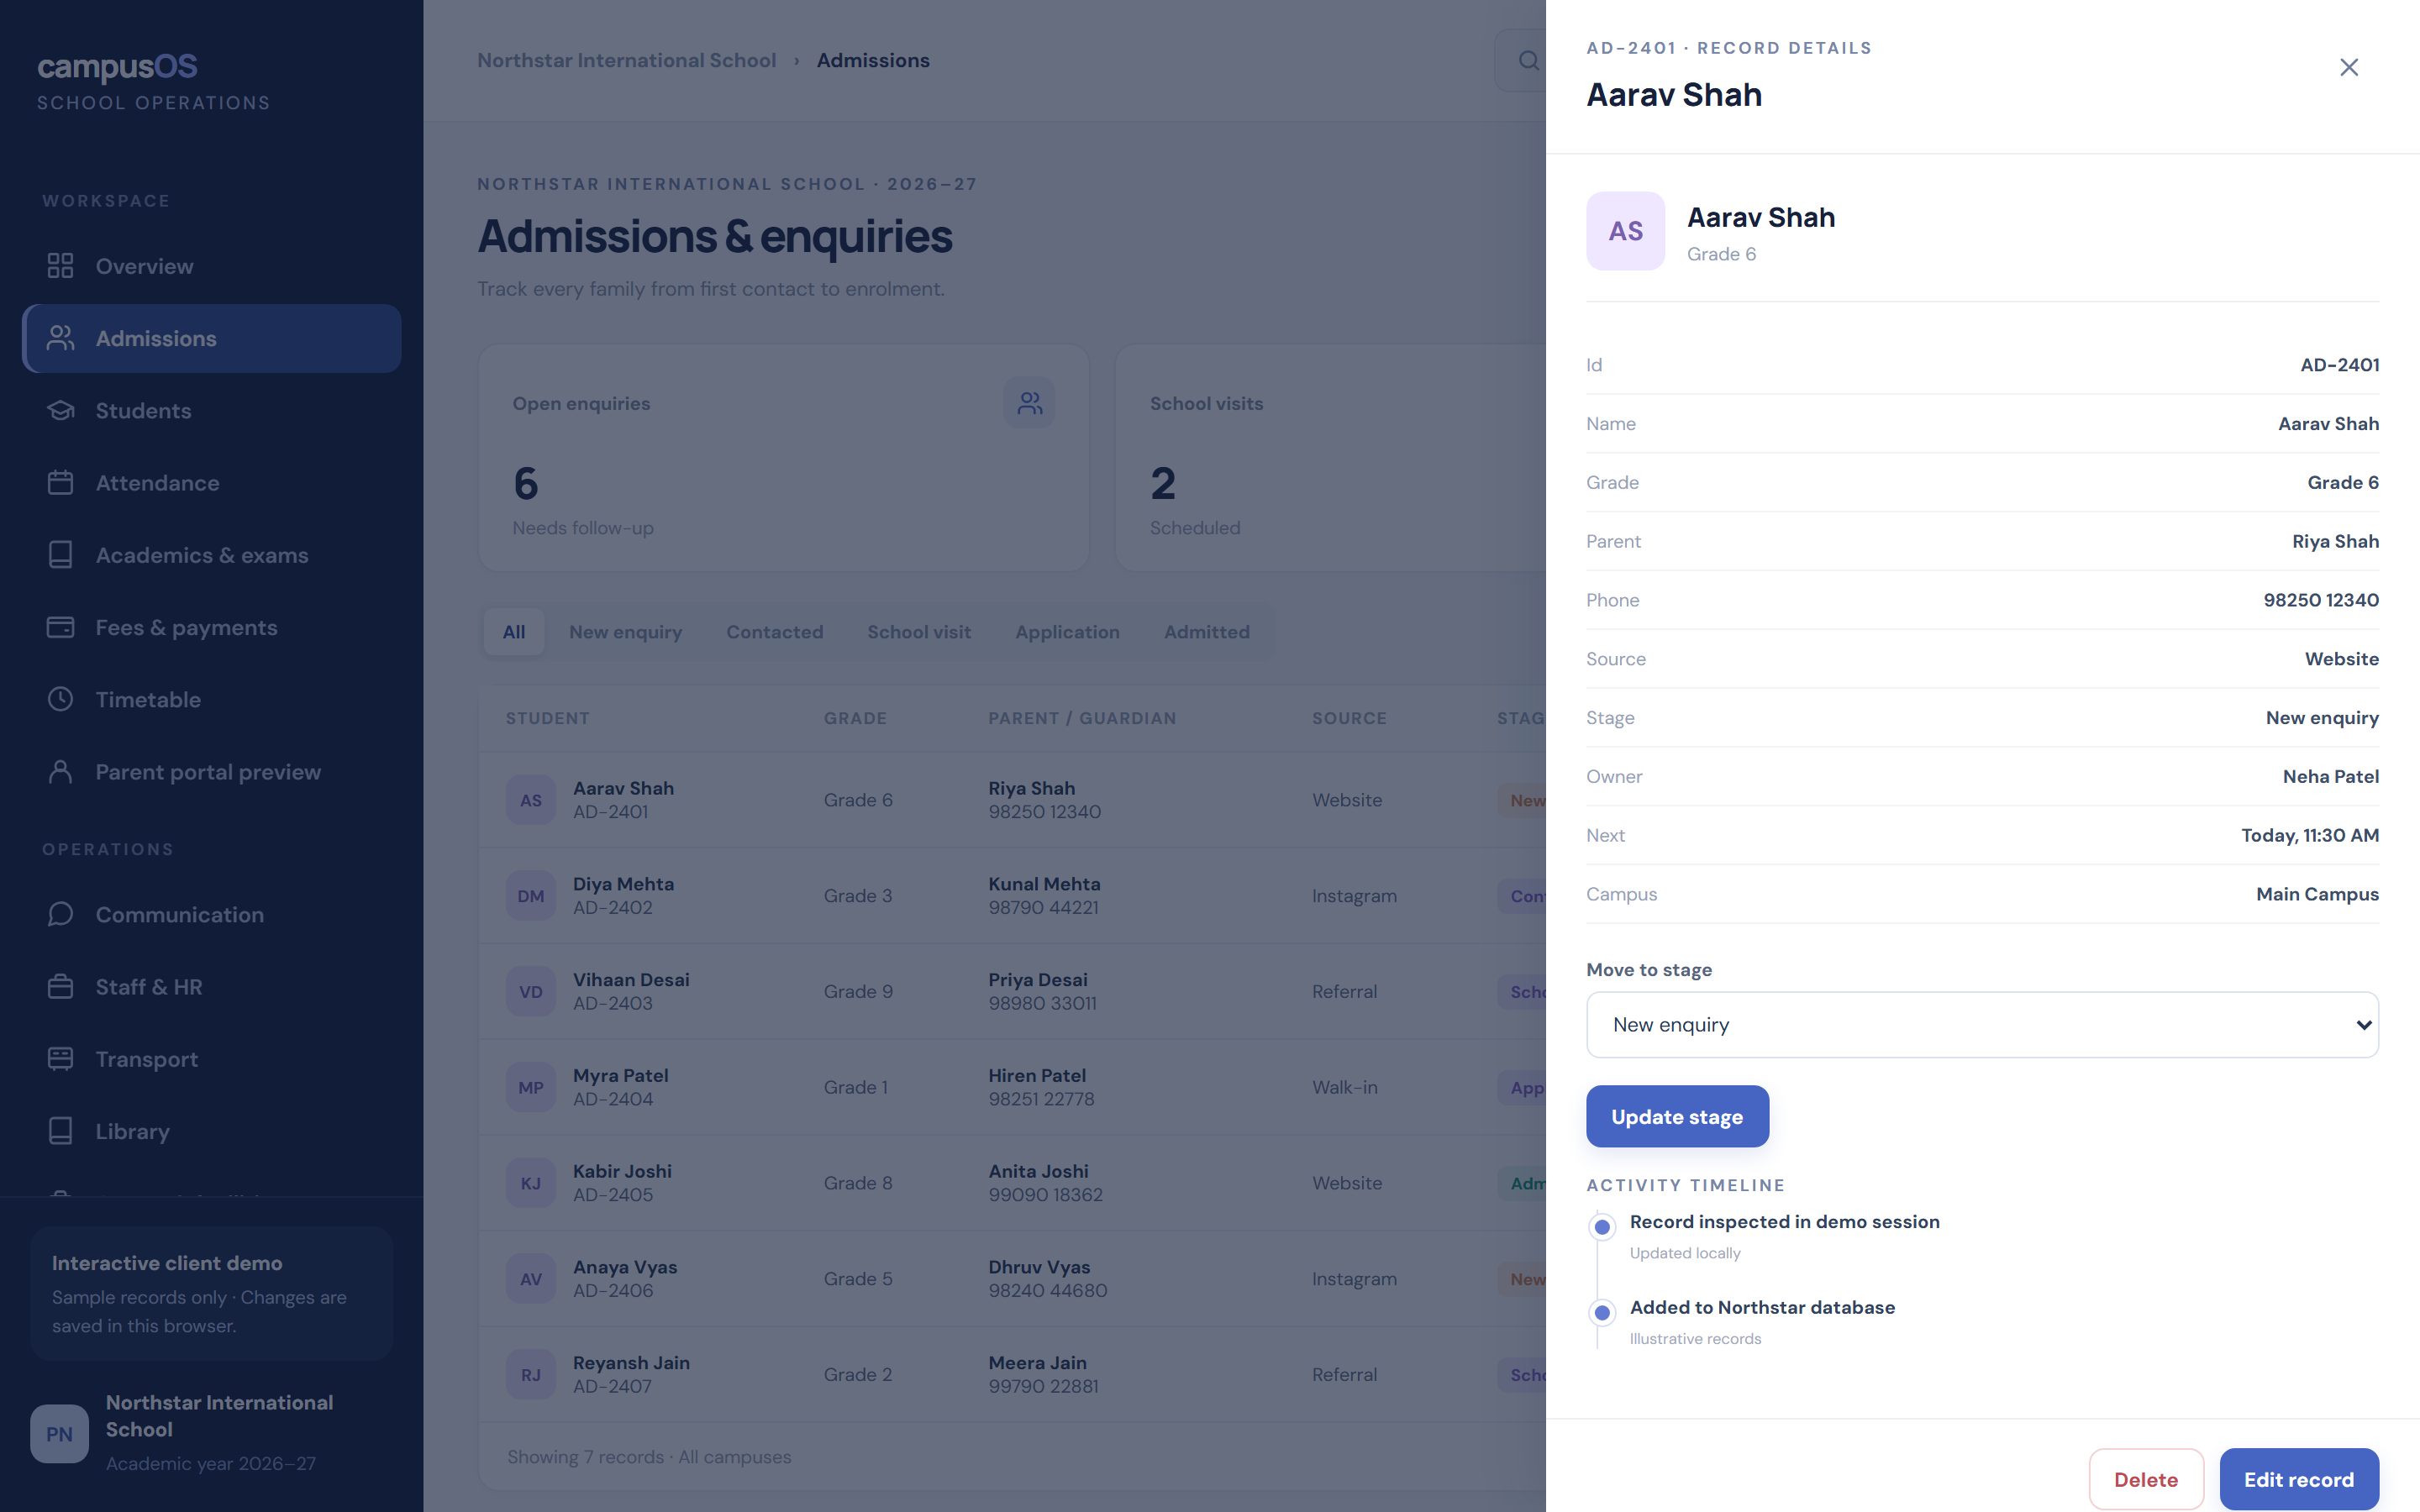 campusOS
SCHOOL OPERATIONS
WORKSPACE
Overview
Admissions
Students
Attendance
Academics & exams
Fees & payments
Timetable
Parent portal preview
OPERATIONS
Communication
Staff & HR
Transport
Library
Interactive client demo
Sample records only · Changes are
saved in this browser.
PN
Northstar International
School
Academic year 2026–27
Northstar International School › Admissions
NORTHSTAR INTERNATIONAL SCHOOL · 2026–27
Admissions & enquiries
Track every family from first contact to enrolment.
Open enquiries
6
Needs follow-up
School visits
2
Scheduled
All New enquiry Contacted School visit Application Admitted
STUDENT GRADE PARENT / GUARDIAN SOURCE STAG
AS Aarav Shah AD-2401 Grade 6 Riya Shah 98250 12340 Website New
DM Diya Mehta AD-2402 Grade 3 Kunal Mehta 98790 44221 Instagram Con
VD Vihaan Desai AD-2403 Grade 9 Priya Desai 98980 33011 Referral Scho
MP Myra Patel AD-2404 Grade 1 Hiren Patel 98251 22778 Walk-in App
KJ Kabir Joshi AD-2405 Grade 8 Anita Joshi 99090 18362 Website Adm
AV Anaya Vyas AD-2406 Grade 5 Dhruv Vyas 98240 44680 Instagram New
RJ Reyansh Jain AD-2407 Grade 2 Meera Jain 99790 22881 Referral Scho
Showing 7 records · All campuses
AD-2401 · RECORD DETAILS
Aarav Shah
AS
Aarav Shah
Grade 6
Id AD-2401
Name Aarav Shah
Grade Grade 6
Parent Riya Shah
Phone 98250 12340
Source Website
Stage New enquiry
Owner Neha Patel
Next Today, 11:30 AM
Campus Main Campus
Move to stage
New enquiry
Update stage
ACTIVITY TIMELINE
Record inspected in demo session
Updated locally
Added to Northstar database
Illustrative records
Delete Edit record